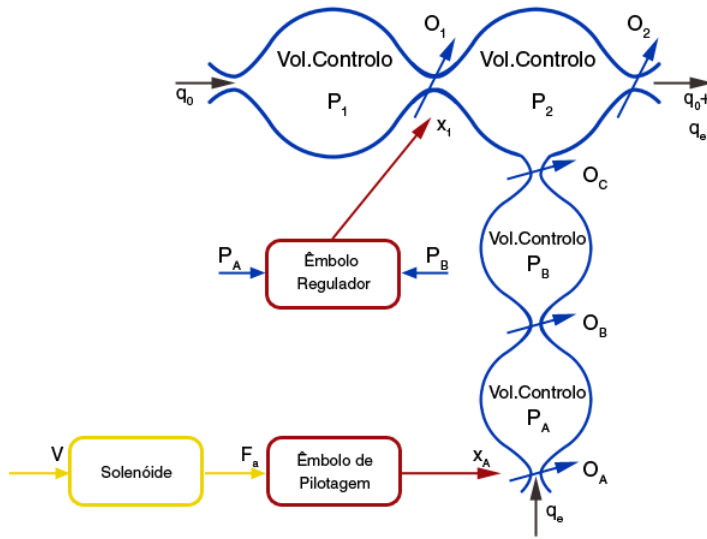 O1
O2
Vol.Controlo
Vol.Controlo
q0
P1
P2
q0+
qe
x1
OC
PA
Êmbolo
Regulador
PB
Vol.Controlo
PB
OB
Vol.Controlo
PA
V
Solenóide
Fa
Êmbolo de
Pilotagem
xA
OA
qe